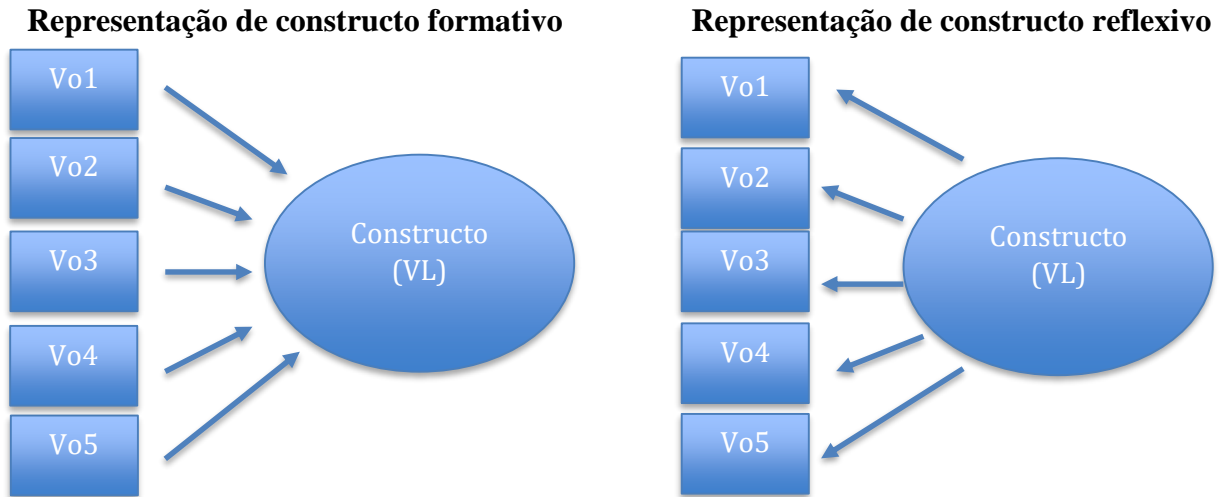 Representação de constructo formativo
Vo1
Vo2
Vo3
Vo4
Vo5
Constructo
(VL)
Representação de constructo reflexivo
Vo1
Vo2
Vo3
Vo4
Vo5
Constructo
(VL)